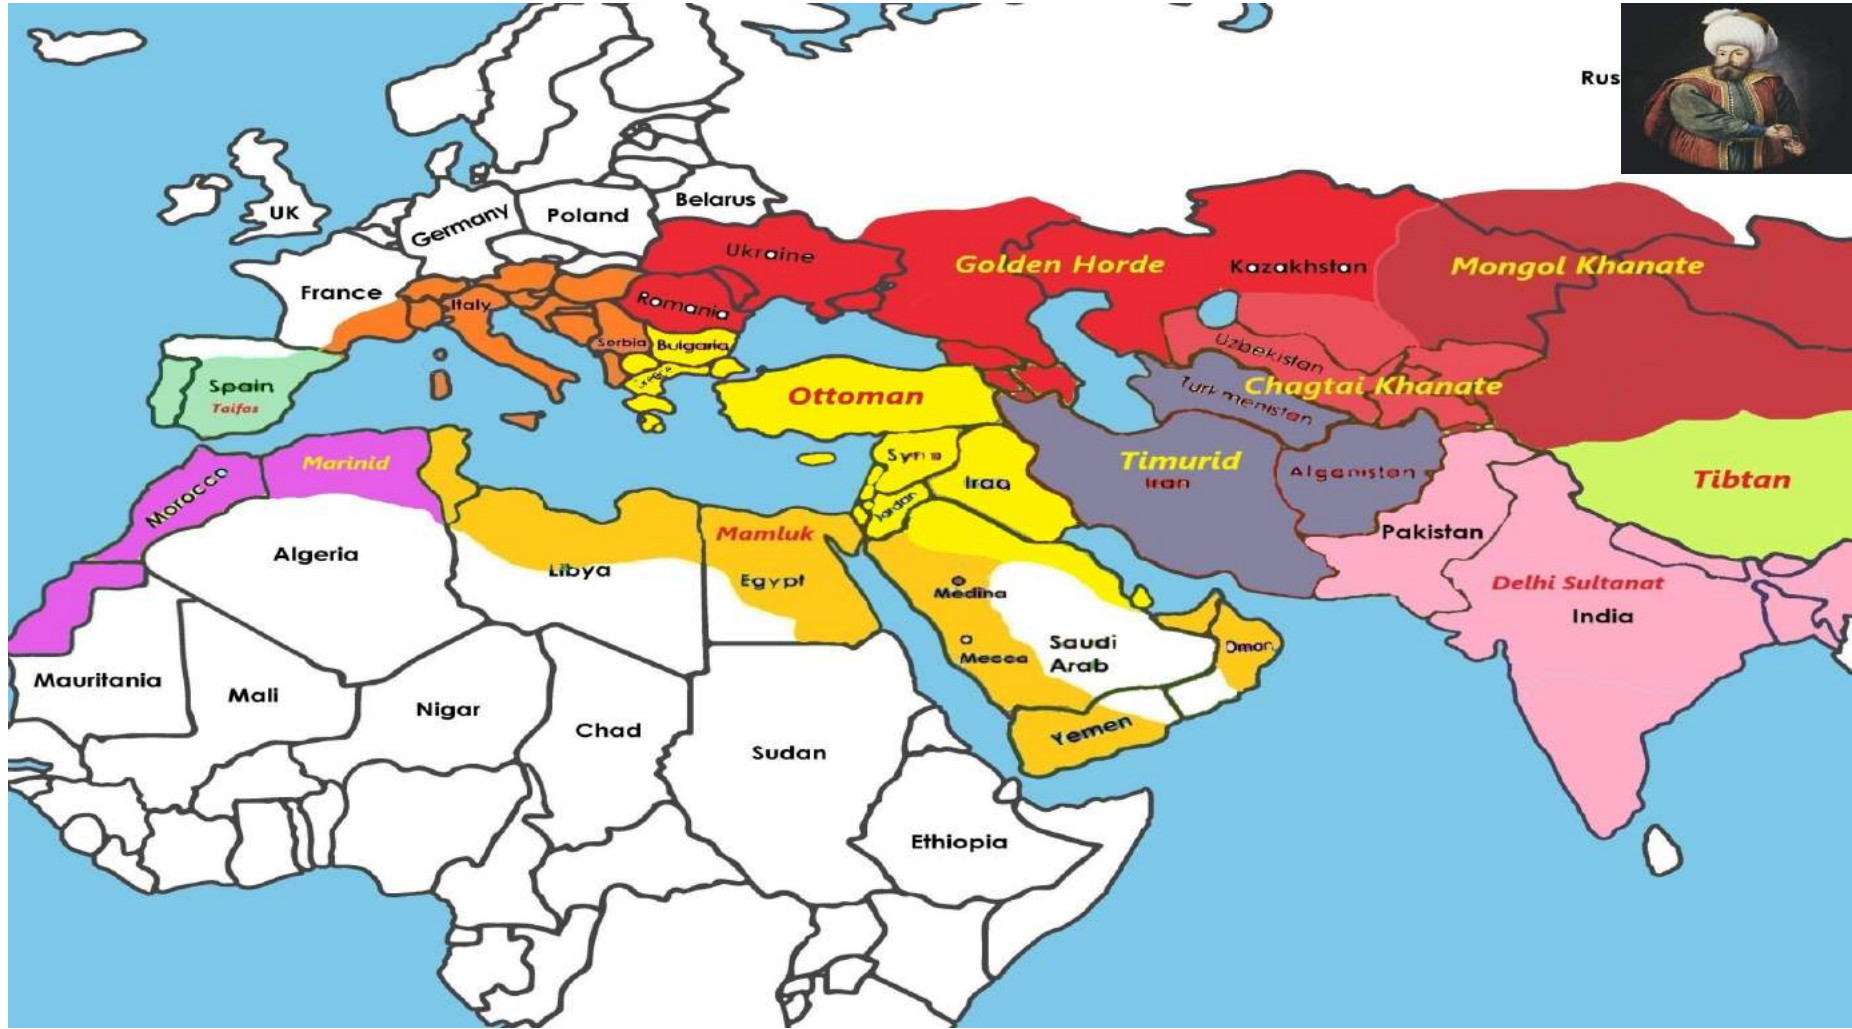 Rus
Belarus
UK
Germany
Poland
Ukraine
Golden Horde
Kazakhstan
Mongol Khanate
France
Italy
Romania
Serbia
Bulgaria
Uzbekistan
Spain
Taifas
Ottoman
Turkmenistan
Chagtai Khanate
Marinid
Morocco
Iraq
Timurid
Iran
Tibtan
Jordan
Mamluk
Pakistan
Algeria
Libya
Egypt
Medina
Delhi Sultanat
India
Mecca
Saudi
Arab
Oman
Mauritania
Mali
Nigar
Chad
Sudan
Yemen
Ethiopia